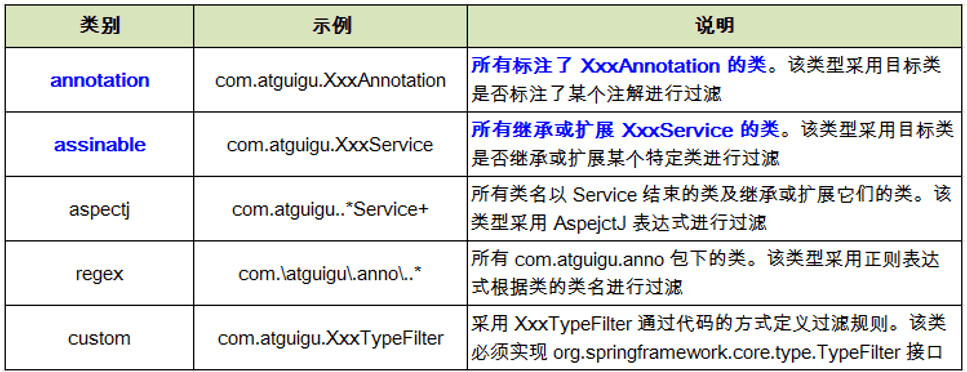 类别 示例 说明
annotation com.atguigu.XxxAnnotation 所有标注了 XxxAnnotation 的类。该类型采用目标类
是否标注了某个注解进行过滤
assinable com.atguigu.XxxService 所有继承或扩展 XxxService 的类。该类型采用目标类
是否继承或扩展某个特定类进行过滤
aspectj com.atguigu..*Service+ 所有类名以 Service 结束的类及继承或扩展它们的类。该
类型采用 AspejctJ 表达式进行过滤
regex com.\atguigu\.anno\..* 所有 com.atguigu.anno 包下的类。该类型采用正则表达
式根据类的类名进行过滤
custom com.atguigu.XxxTypeFilter 采用 XxxTypeFilter 通过代码的方式定义过滤规则。该类
必须实现 org.springframework.core.type.TypeFilter 接口